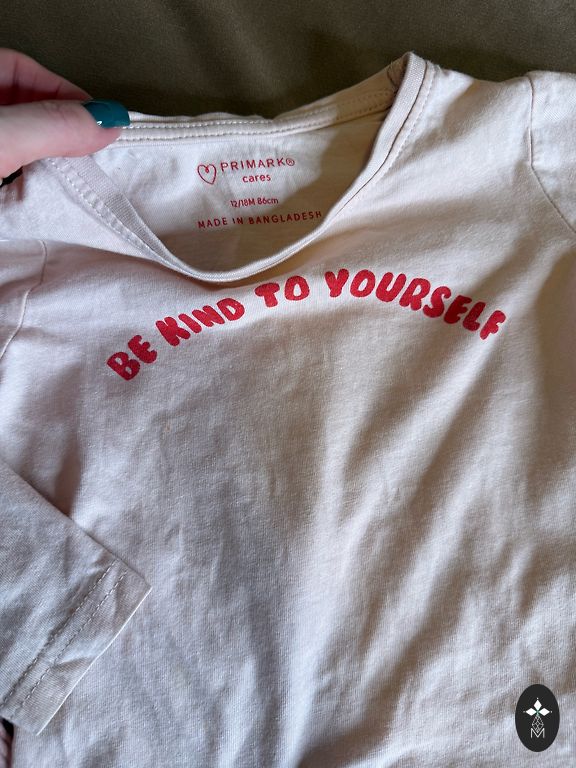 PRIMARK®
cares
12/18M 86cm
MADE IN BANGLADESH
BE KIND TO YOURSELF
M